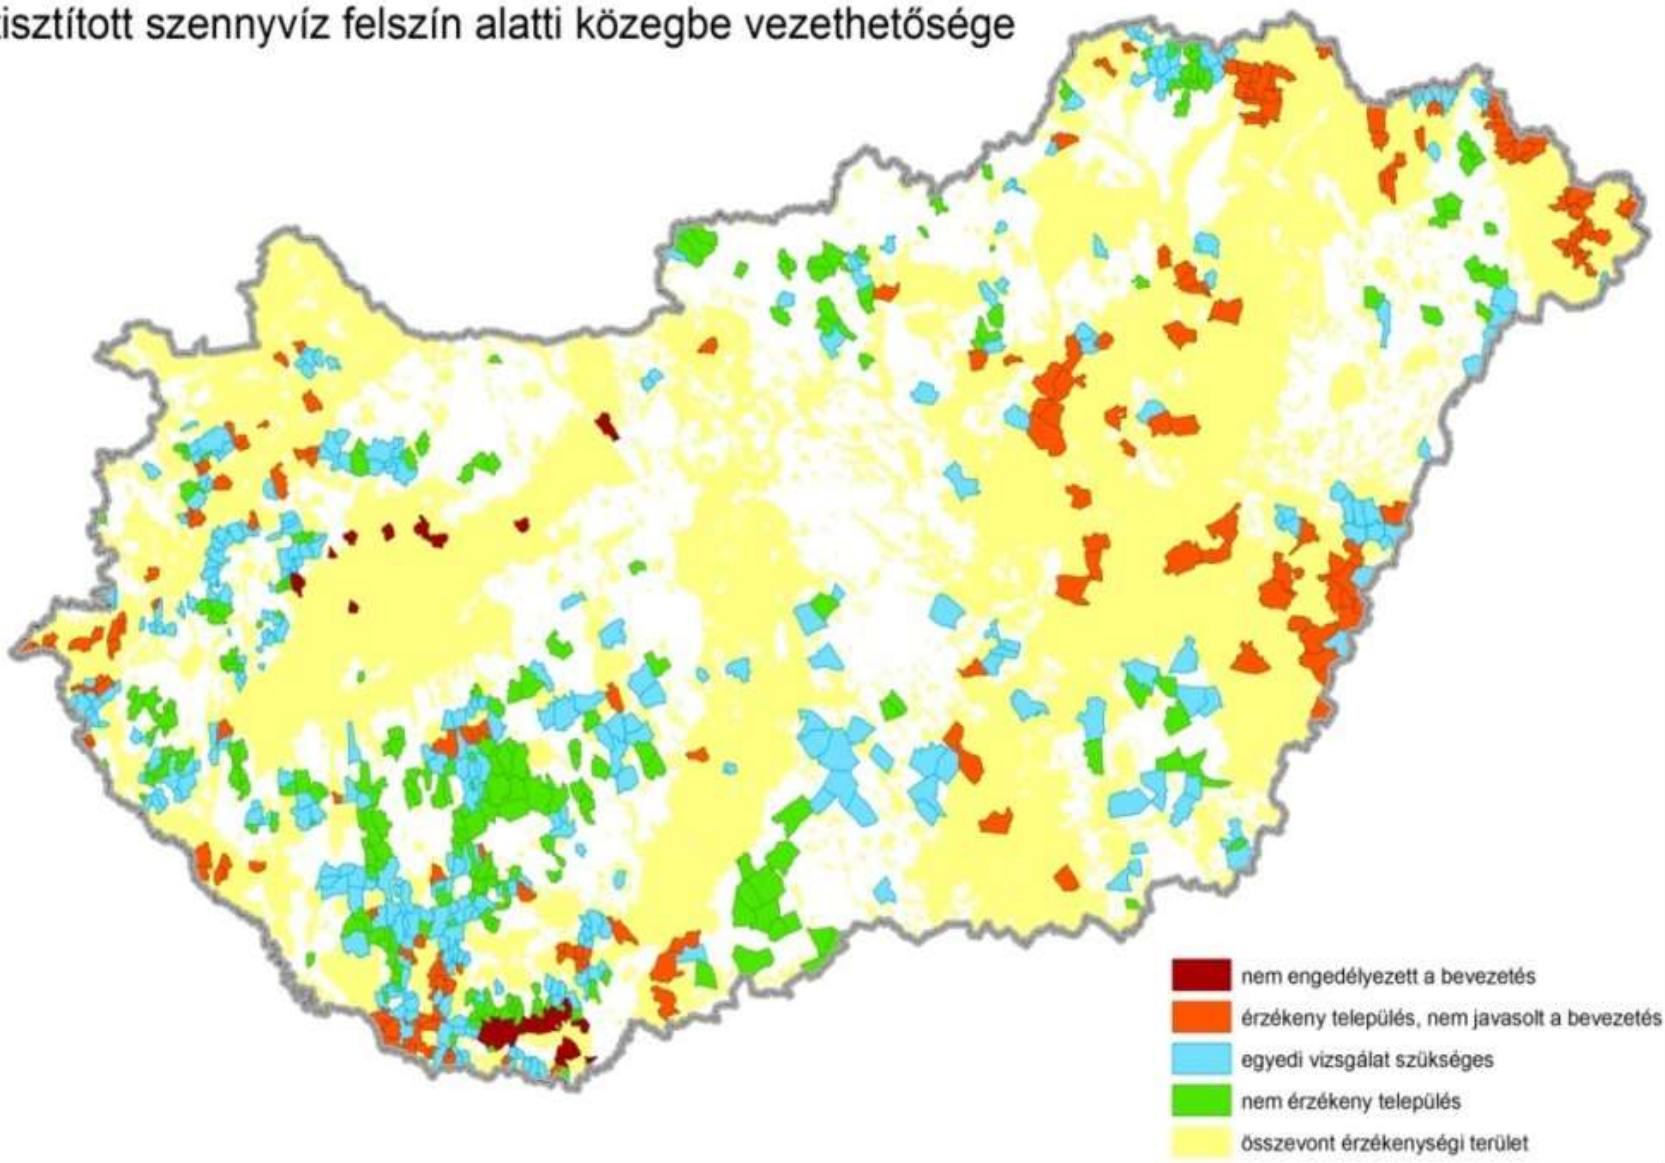 tisztított szennyvíz felszín alatti közegbe vezethetősége
nem engedélyezett a bevezetés
érzékeny település, nem javasolt a bevezetés
egyedi vizsgálat szükséges
nem érzékeny település
összevont érzékenységi terület